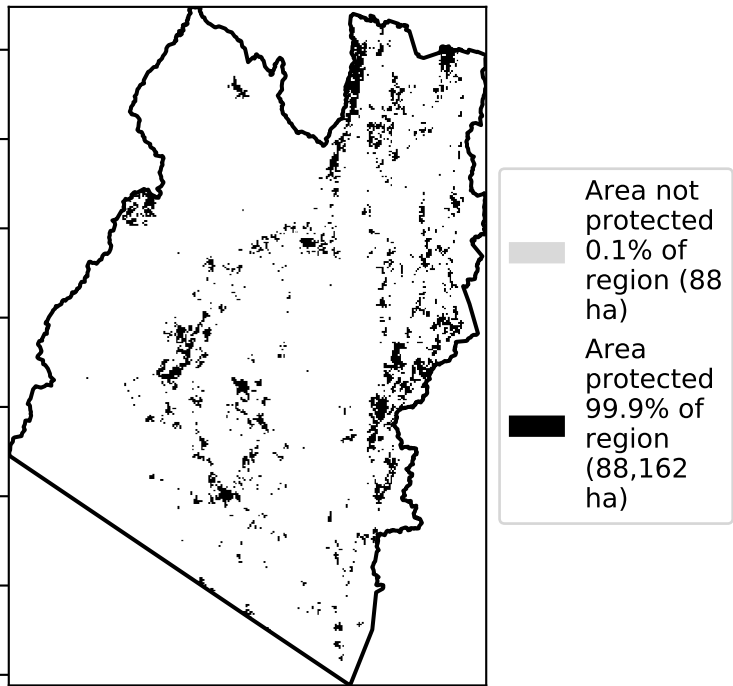 Area not
protected
0.1% of
region (88
ha)
Area
protected
99.9% of
region
(88,162
ha)